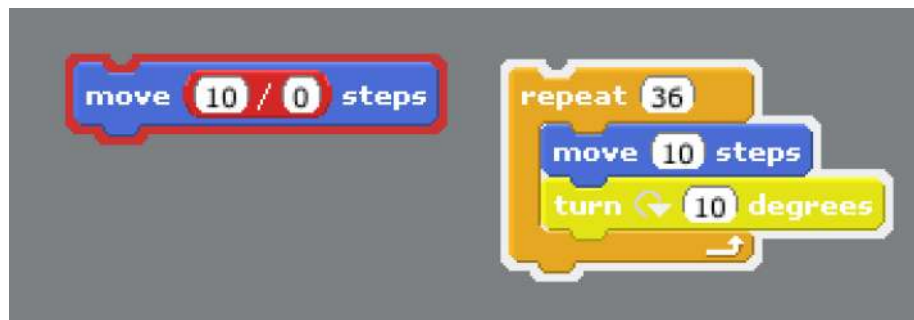 move 10 / 0 steps
repeat 36
move 10 steps
turn 10 degrees